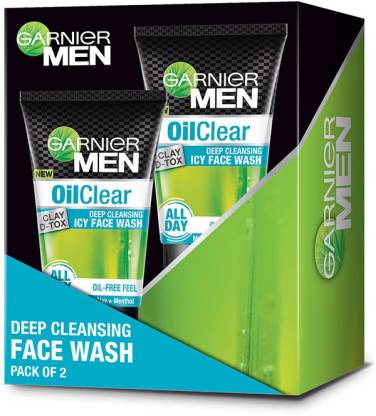 GARNIER
MEN
GARNIER
MEN
OilClear
CLAY
D-TOX
DEEP CLEANSING
ICY FACE WASH
ALL
DAY
GARNIER
MEN
NEW
OilClear
CLAY
D-TOX
DEEP CLEANSING
ICY FACE WASH
ALL
OIL-FREE FEEL
+ Menthol
GARNIER
MEN
DEEP CLEANSING
FACE WASH
PACK OF 2